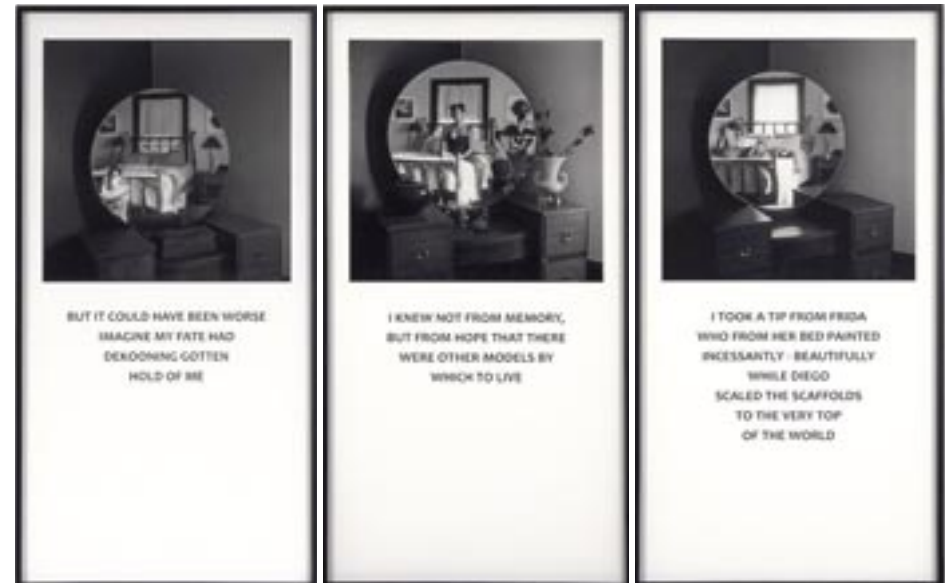 BUT IT COULD HAVE BEEN WORSE
IMAGINE MY FATE HAD
DEKOONING GOTTEN
HOLD OF ME
I KNEW NOT FROM MEMORY,
BUT FROM HOPE THAT THERE
WERE OTHER MODELS BY
WHICH TO LIVE
I TOOK A TIP FROM FRIDA
WHO FROM HER BED PAINTED
INCESSANTLY - BEAUTIFULLY
WHILE DIEGO
SCALED THE SCAFFOLDS
TO THE VERY TOP
OF THE WORLD